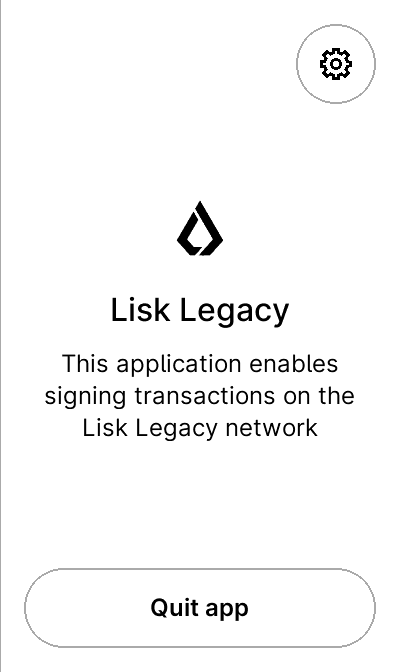 Lisk Legacy
This application enables
signing transactions on the
Lisk Legacy network
Quit app